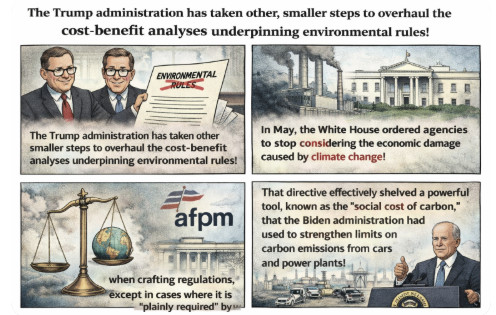 The Trump administration has taken other, smaller steps to overhaul the
cost-benefit analyses underpinning environmental rules!
ENVIRONMENTAL
RULES
The Trump administration has taken other
smaller steps to overhaul the cost-benefit
analyses underpinning environmental rules!
In May, the White House ordered agencies
to stop considering the economic damage
caused by climate change!
afpm
when crafting regulations,
except in cases where it is
"plainly required" by
That directive effectively shelved a powerful
tool, known as the "social cost of carbon,"
that the Biden administration had
used to strengthen limits on
carbon emissions from cars
and power plants!